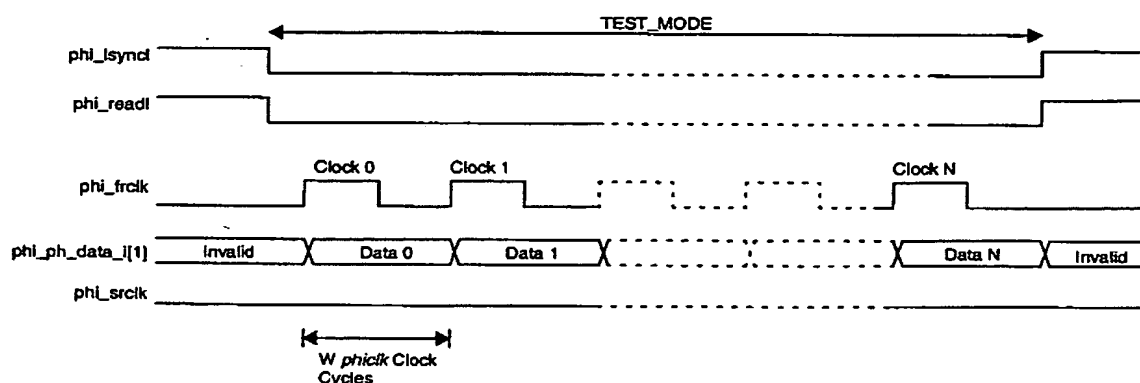 TEST_MODE
phi_lsyncl
phi_readl
Clock 0 Clock 1 Clock N
phi_frclk
phi_ph_data_i[1] Invalid Data 0 Data 1 Data N Invalid
phi_srclk
W phiclk Clock
Cycles